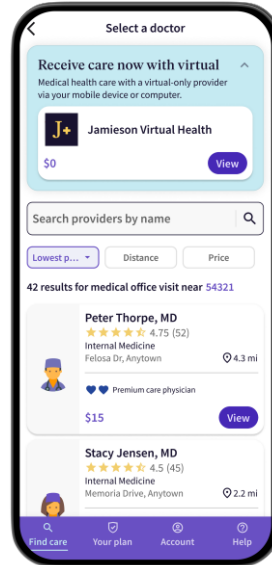 Select a doctor
Receive care now with virtual
Medical health care with a virtual-only provider
via your mobile device or computer.
J+
Jamieson Virtual Health
$0
View
Search providers by name
Lowest p...
Distance
Price
42 results for medical office visit near 54321
Peter Thorpe, MD
4.75 (52)
Internal Medicine
Felosa Dr, Anytown
4.3 mi
Premium care physician
$15
View
Stacy Jensen, MD
4.5 (45)
Internal Medicine
Memoria Drive, Anytown
2.2 mi
Find care
Your plan
Account
Help